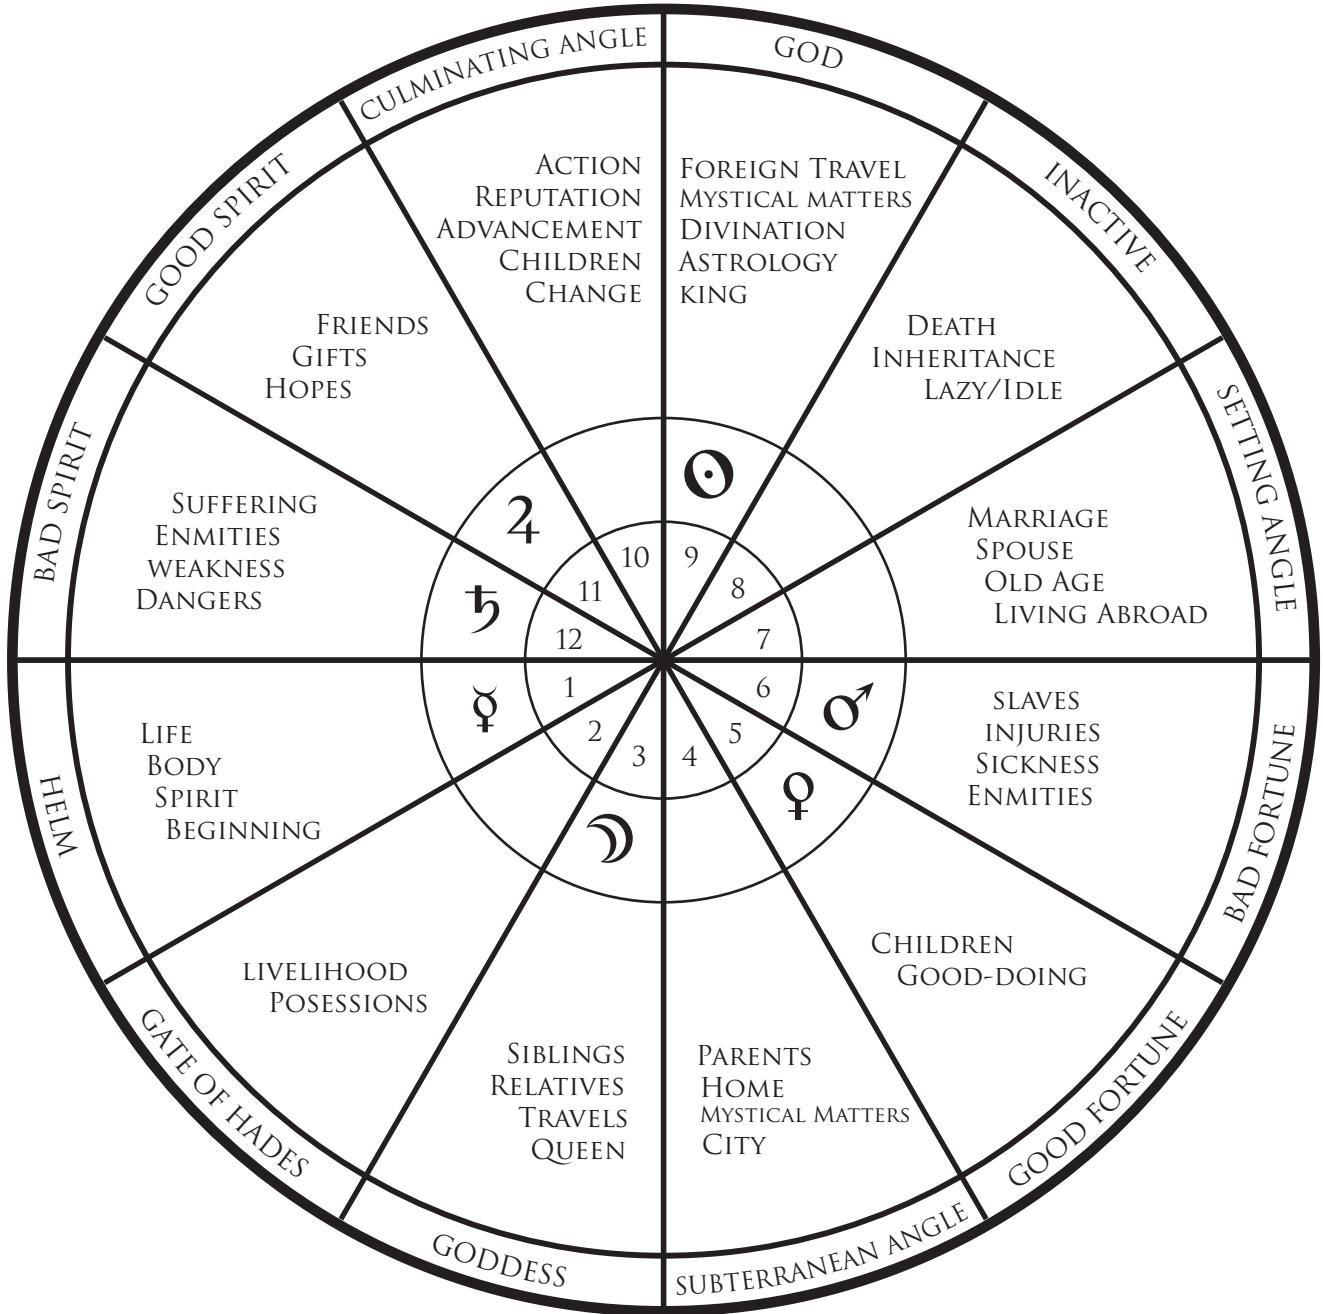 CULMINATING ANGLE
GOD
INACTIVE
SETTING ANGLE
BAD FORTUNE
GOOD FORTUNE
SUBTERRANEAN ANGLE
GODDESS
GATE OF HADES
HELM
BAD SPIRIT
GOOD SPIRIT
ACTION
REPUTATION
ADVANCEMENT
CHILDREN
CHANGE
FOREIGN TRAVEL
MYSTICAL MATTERS
DIVINATION
ASTROLOGY
KING
DEATH
INHERITANCE
LAZY/IDLE
MARRIAGE
SPOUSE
OLD AGE
LIVING ABROAD
SLAVES
INJURIES
SICKNESS
ENMITIES
CHILDREN
GOOD-DOING
PARENTS
HOME
MYSTICAL MATTERS
CITY
SIBLINGS
RELATIVES
TRAVELS
QUEEN
LIVELIHOOD
POSESSIONS
LIFE
BODY
SPIRIT
BEGINNING
SUFFERING
ENMITIES
WEAKNESS
DANGERS
FRIENDS
GIFTS
HOPES
☉
♂
♀
☽
☿
♄
♃
10
9
8
7
6
5
4
3
2
1
12
11